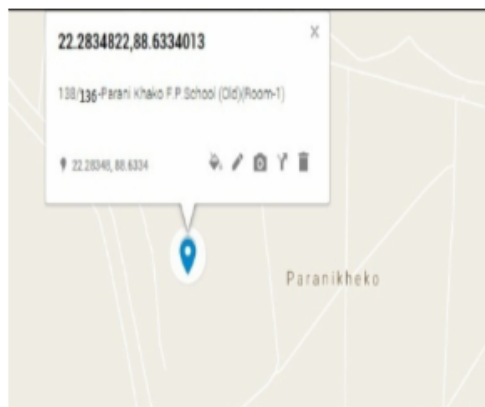 22.2834822,88.6334013
138/136-Parani Khako F.P.School (Old)(Room-1)
22.28348, 88.6334
Paranikheko